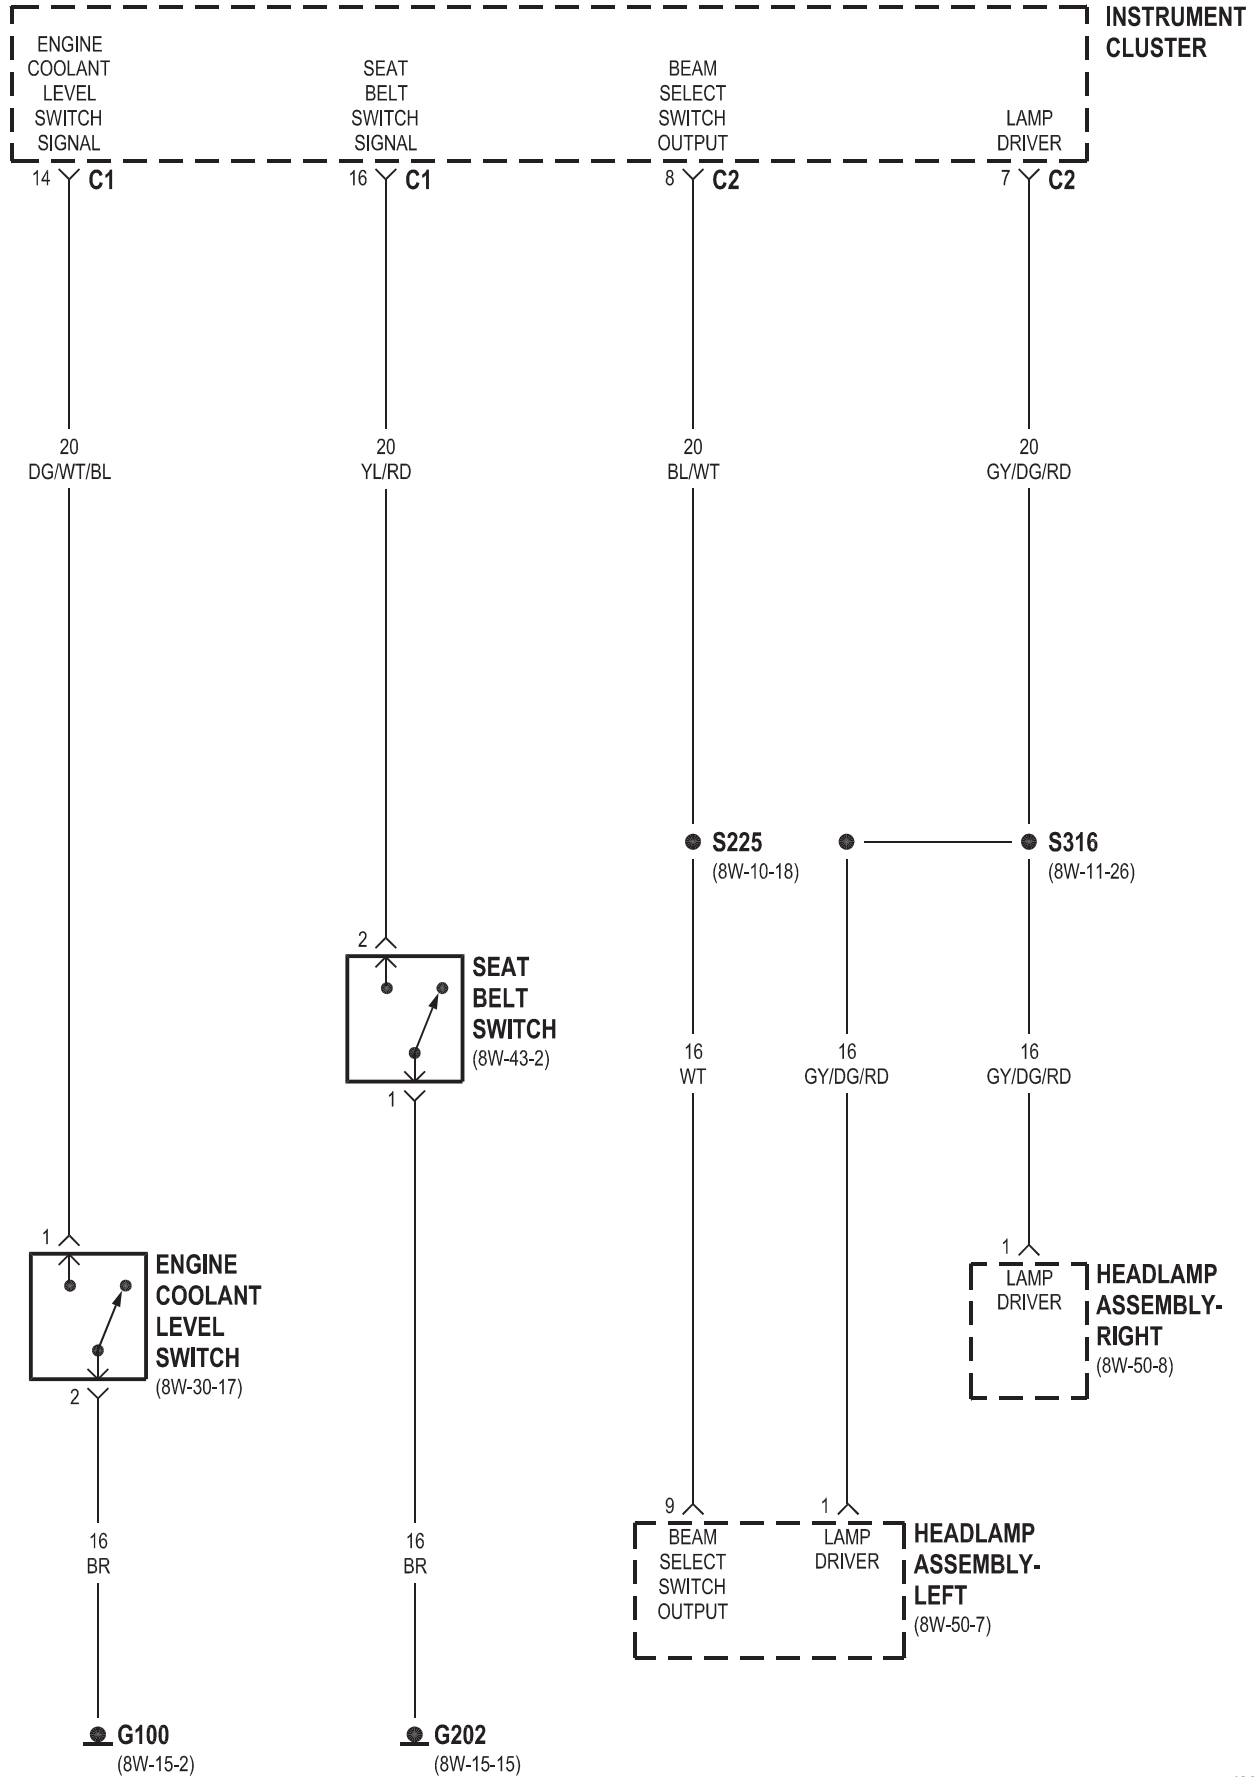 INSTRUMENT
CLUSTER
ENGINE
COOLANT
LEVEL
SWITCH
SIGNAL
SEAT
BELT
SWITCH
SIGNAL
BEAM
SELECT
SWITCH
OUTPUT
LAMP
DRIVER
14 C1
16 C1
8 C2
7 C2
20
DG/WT/BL
20
YL/RD
20
BL/WT
20
GY/DG/RD
S225
(8W-10-18)
S316
(8W-11-26)
2
SEAT
BELT
SWITCH
(8W-43-2)
1
16
WT
16
GY/DG/RD
16
GY/DG/RD
1
ENGINE
COOLANT
LEVEL
SWITCH
(8W-30-17)
2
1
LAMP
DRIVER
HEADLAMP
ASSEMBLY-
RIGHT
(8W-50-8)
9
BEAM
SELECT
SWITCH
OUTPUT
1
LAMP
DRIVER
HEADLAMP
ASSEMBLY-
LEFT
(8W-50-7)
16
BR
16
BR
G100
(8W-15-2)
G202
(8W-15-15)